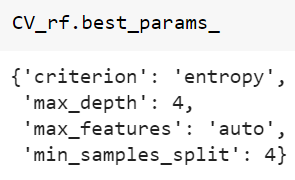 CV_rf.best_params_
{'criterion': 'entropy',
'max_depth': 4,
'max_features': 'auto',
'min_samples_split': 4}